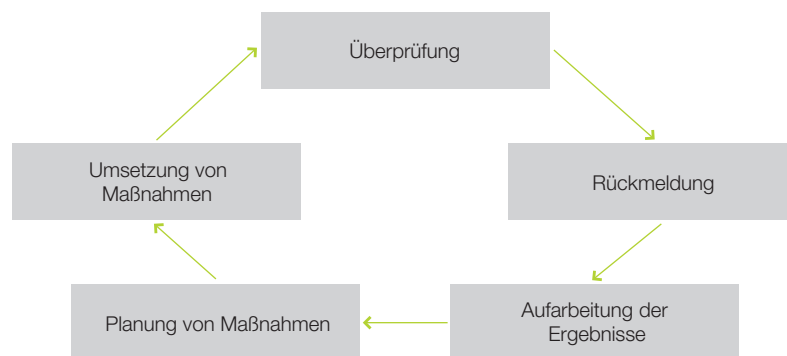 Überprüfung
Umsetzung von
Maßnahmen
Rückmeldung
Planung von Maßnahmen
Aufarbeitung der
Ergebnisse